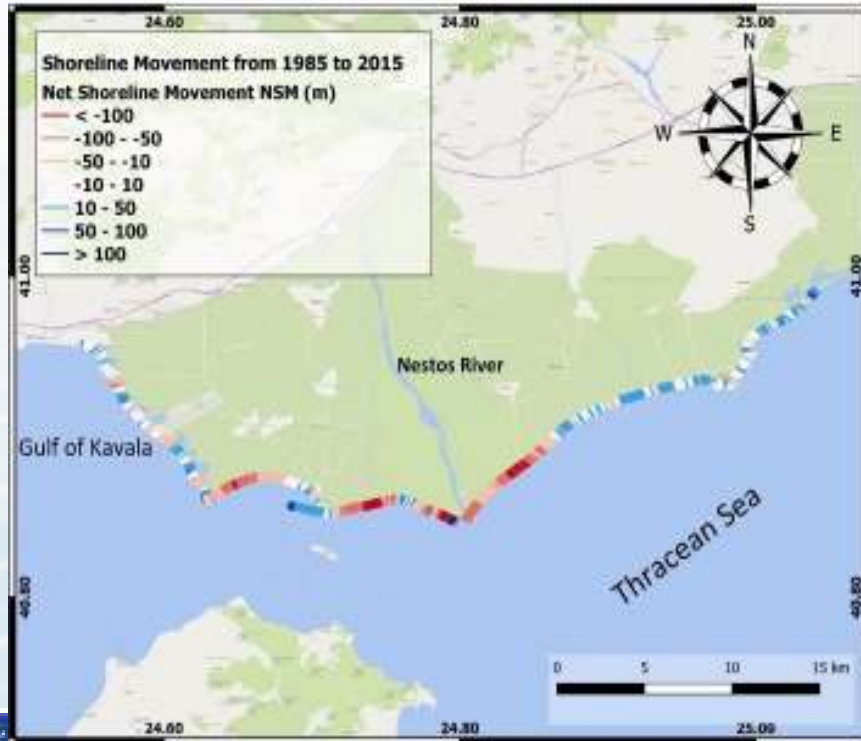 24.60 24.80 25.00
Shoreline Movement from 1985 to 2015
Net Shoreline Movement NSM (m)
< -100
-100 - -50
-50 - -10
-10 - 10
10 - 50
50 - 100
> 100
N
W E
S
41.00 41.00
Nestos River
Gulf of Kavala
Thracean Sea
40.80 40.80
0 5 10 15 km
24.60 24.80 25.00